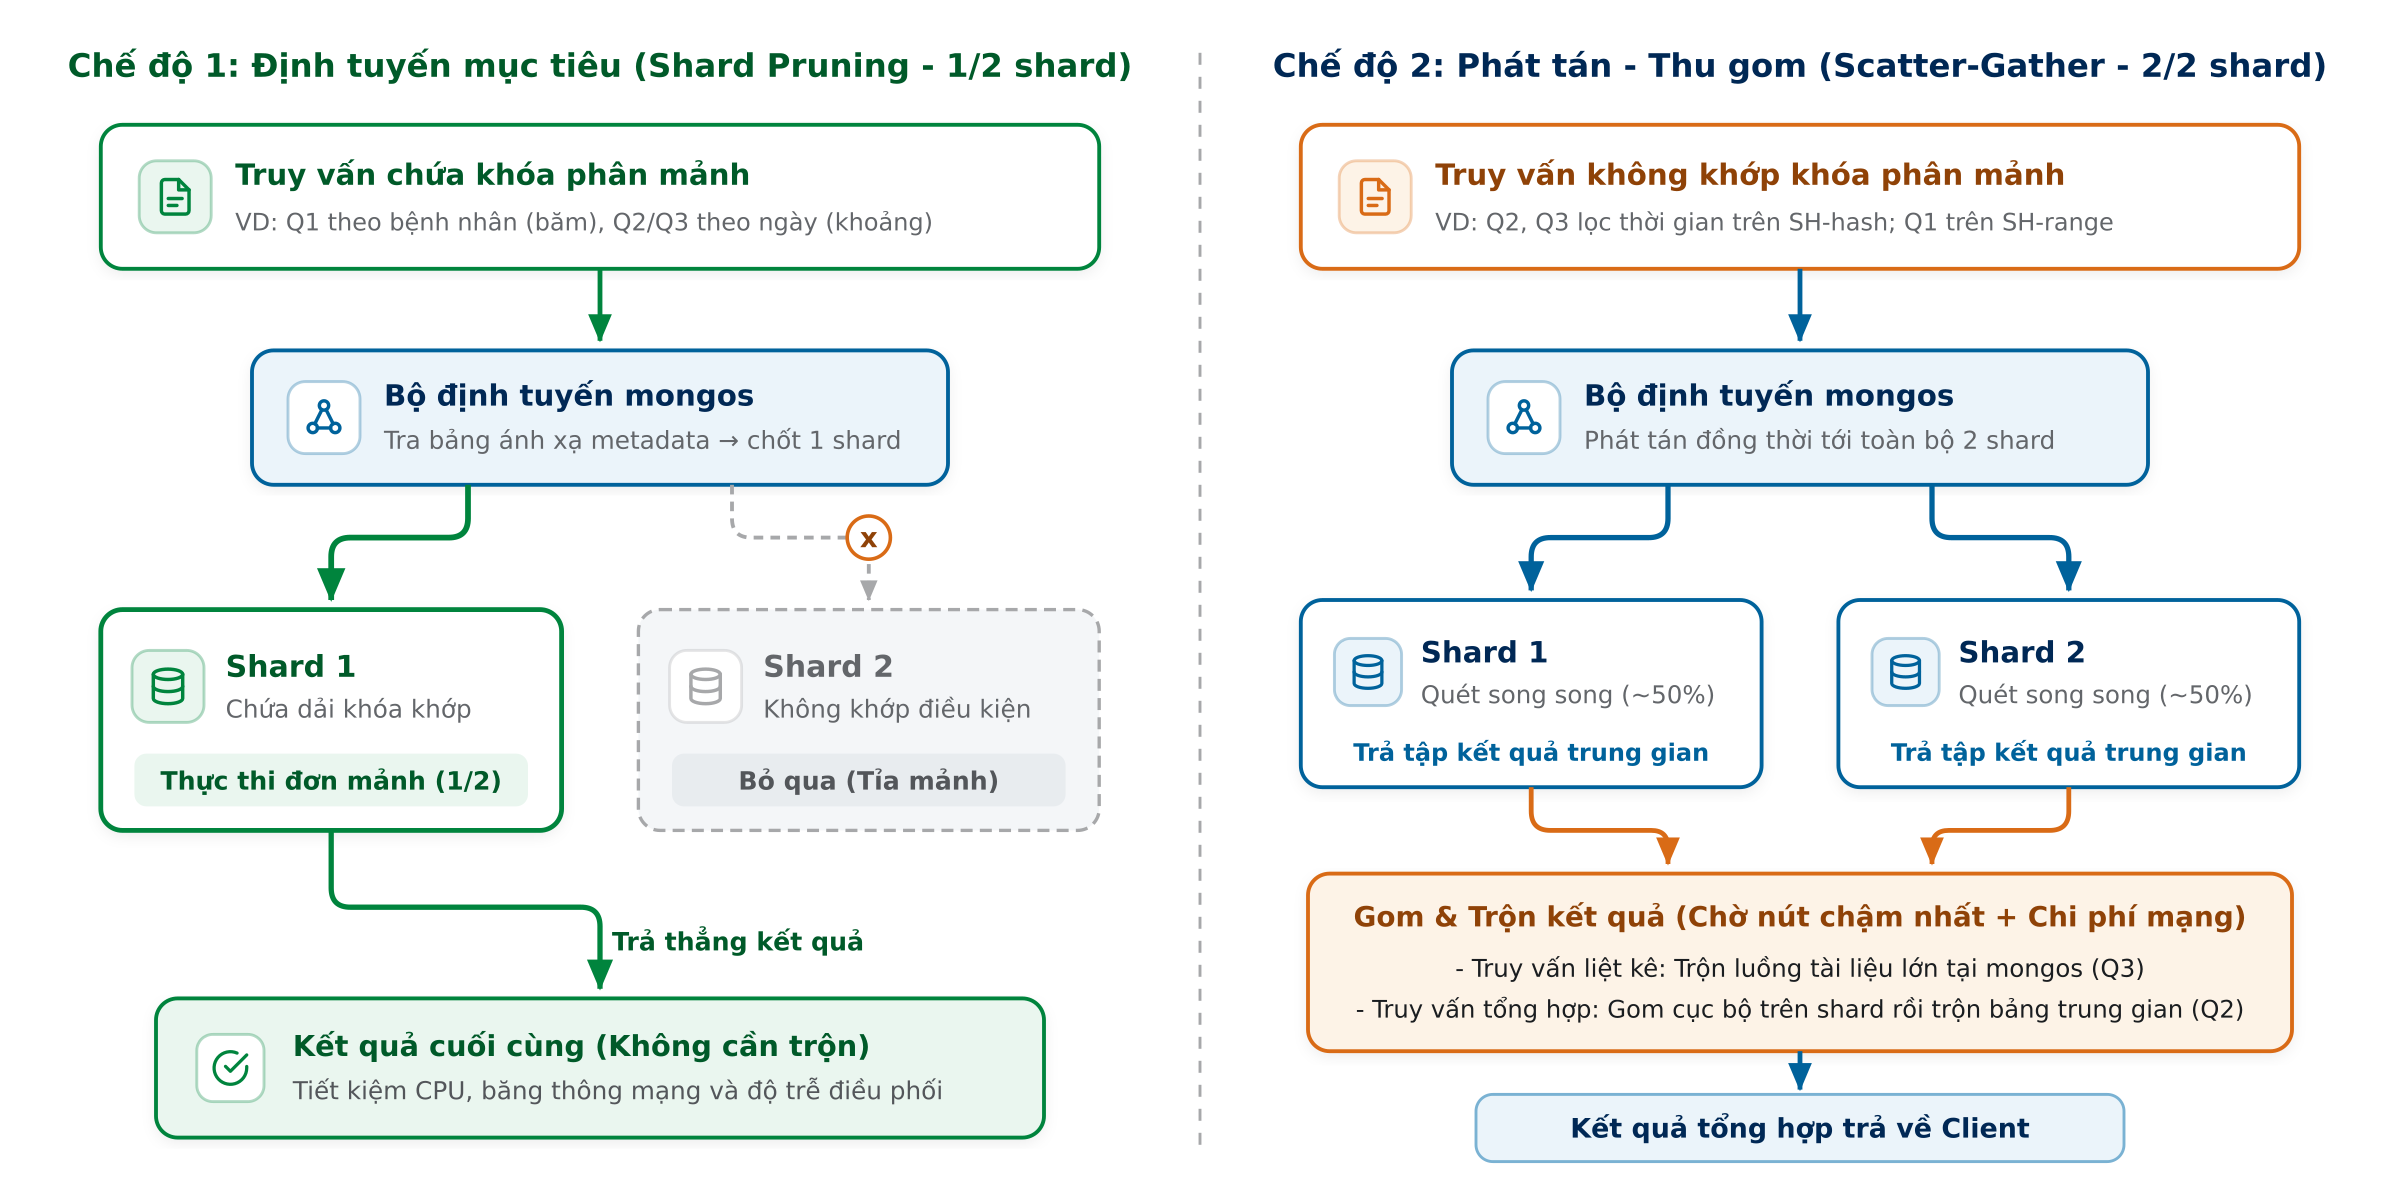 Chế độ 1: Định tuyến mục tiêu (Shard Pruning - 1/2 shard)
Truy vấn chứa khóa phân mảnh
VD: Q1 theo bệnh nhân (băm), Q2/Q3 theo ngày (khoảng)
Bộ định tuyến mongos
Tra bảng ánh xạ metadata → chốt 1 shard
x
Shard 1
Chứa dải khóa khớp
Thực thi đơn mảnh (1/2)
Shard 2
Không khớp điều kiện
Bỏ qua (Tỉa mảnh)
Trả thẳng kết quả
Kết quả cuối cùng (Không cần trộn)
Tiết kiệm CPU, băng thông mạng và độ trễ điều phối
Chế độ 2: Phát tán - Thu gom (Scatter-Gather - 2/2 shard)
Truy vấn không khớp khóa phân mảnh
VD: Q2, Q3 lọc thời gian trên SH-hash; Q1 trên SH-range
Bộ định tuyến mongos
Phát tán đồng thời tới toàn bộ 2 shard
Shard 1
Quét song song (~50%)
Trả tập kết quả trung gian
Shard 2
Quét song song (~50%)
Trả tập kết quả trung gian
Gom & Trộn kết quả (Chờ nút chậm nhất + Chi phí mạng)
- Truy vấn liệt kê: Trộn luồng tài liệu lớn tại mongos (Q3)
- Truy vấn tổng hợp: Gom cục bộ trên shard rồi trộn bảng trung gian (Q2)
Kết quả tổng hợp trả về Client